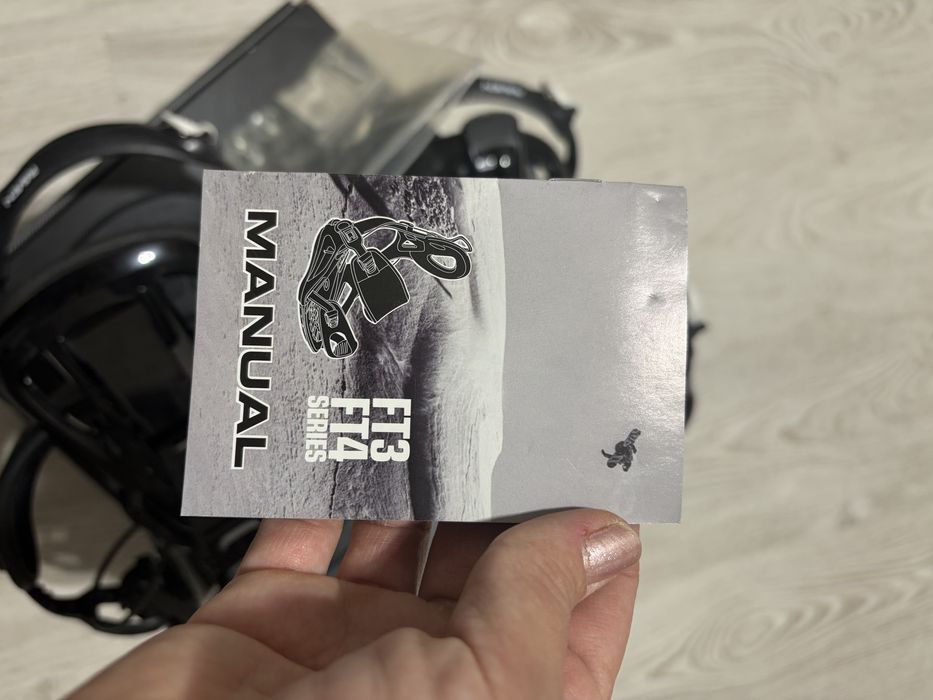 FT3
FT4
SERIES
MANUAL